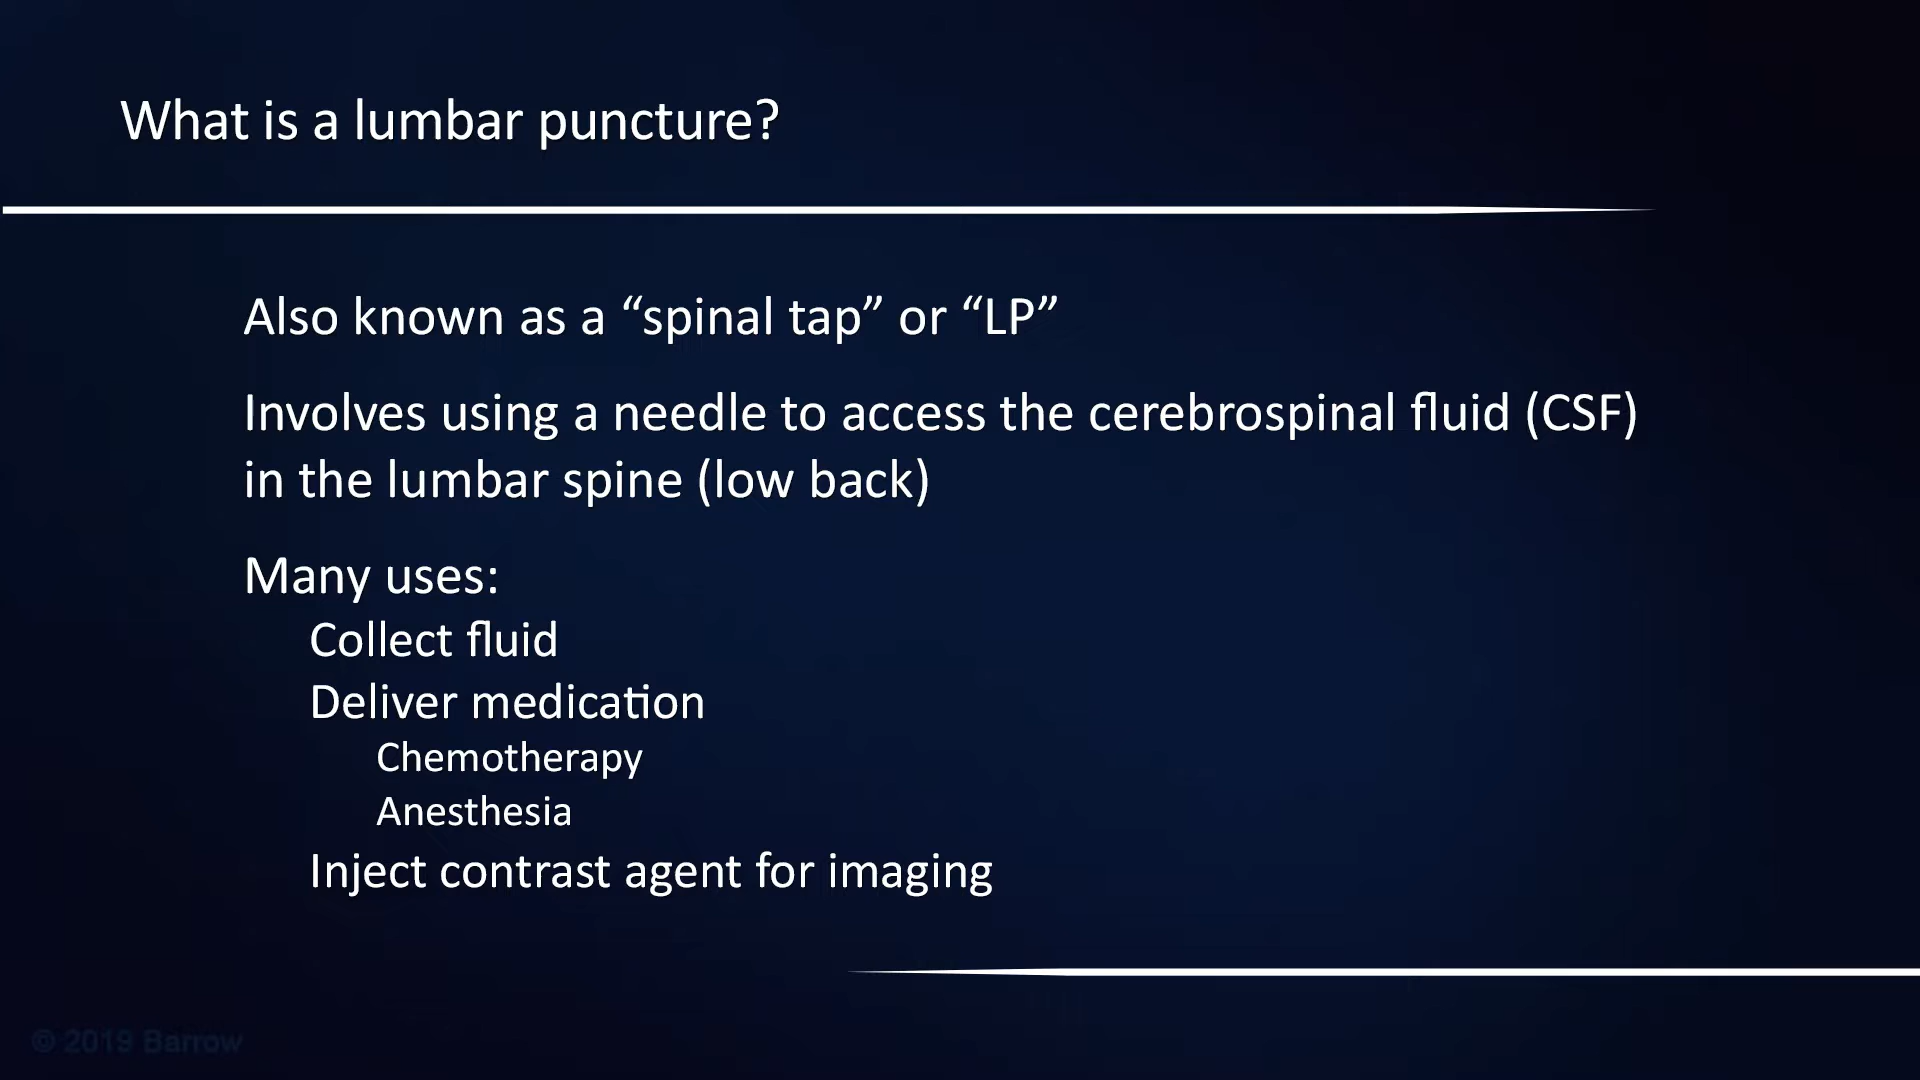 What is a lumbar puncture?
Also known as a “spinal tap” or “LP”
Involves using a needle to access the cerebrospinal fluid (CSF)
in the lumbar spine (low back)
Many uses:
Collect fluid
Deliver medication
Chemotherapy
Anesthesia
Inject contrast agent for imaging
© 2019 Barrow